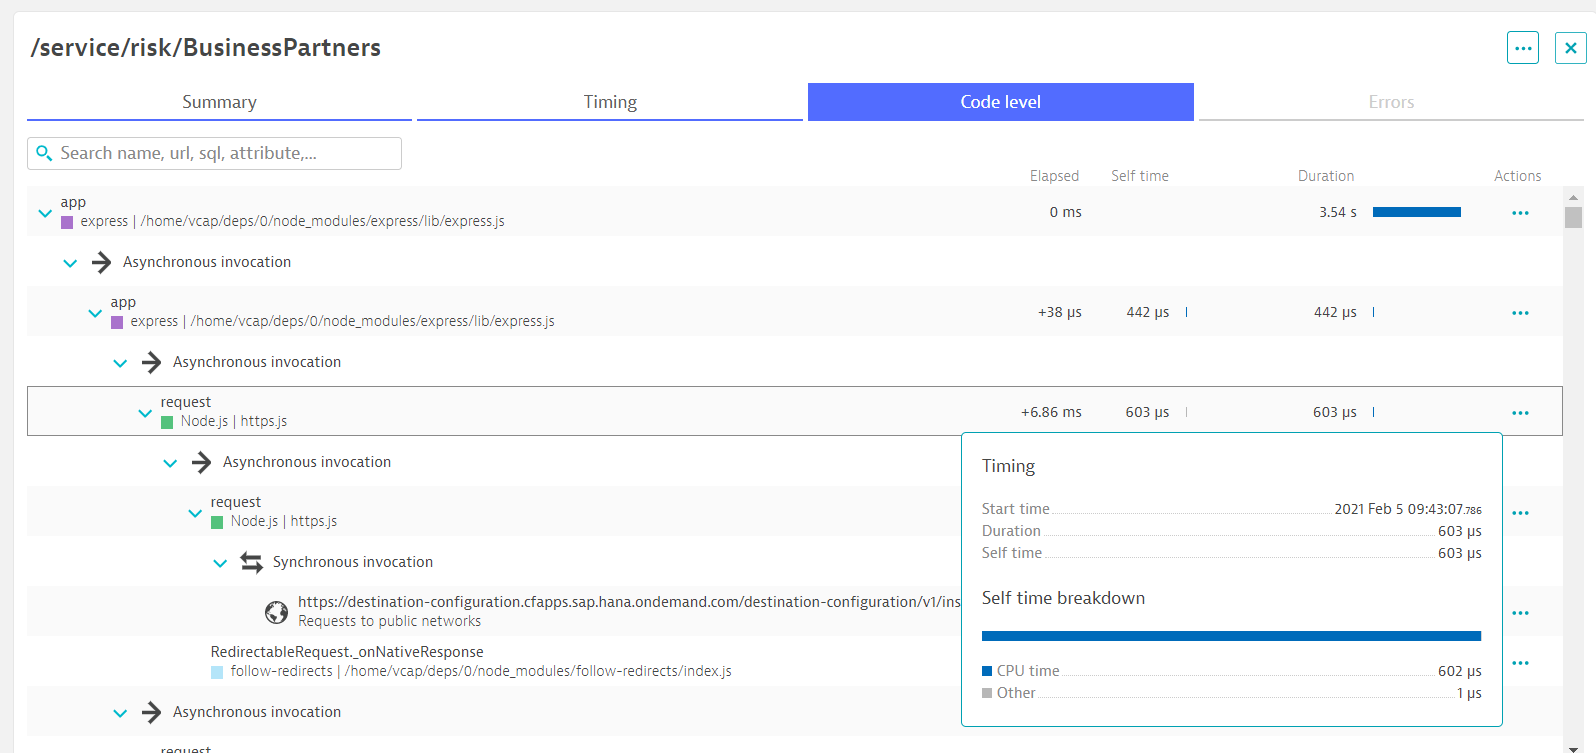 /service/risk/BusinessPartners
Summary
Timing
Code level
Errors
Search name, url, sql, attribute,...
Elapsed Self time Duration Actions
app
express | /home/vcap/deps/0/node_modules/express/lib/express.js
0 ms 3.54 s
Asynchronous invocation
app
express | /home/vcap/deps/0/node_modules/express/lib/express.js
+38 µs 442 µs 442 µs
Asynchronous invocation
request
Node.js | https.js
+6.86 ms 603 µs 603 µs
Asynchronous invocation
request
Node.js | https.js
Synchronous invocation
https://destination-configuration.cfapps.sap.hana.ondemand.com/destination-configuration/v1/ins
Requests to public networks
RedirectableRequest._onNativeResponse
follow-redirects | /home/vcap/deps/0/node_modules/follow-redirects/index.js
Asynchronous invocation
request
Timing
Start time 2021 Feb 5 09:43:07.786
Duration 603 µs
Self time 603 µs
Self time breakdown
CPU time 602 µs
Other 1 µs